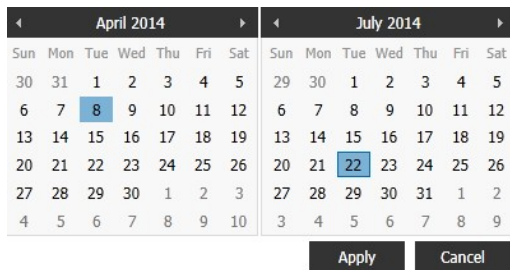 April 2014
Sun Mon Tue Wed Thu Fri Sat
30 31 1 2 3 4 5
6 7 8 9 10 11 12
13 14 15 16 17 18 19
20 21 22 23 24 25 26
27 28 29 30 1 2 3
4 5 6 7 8 9 10
July 2014
Sun Mon Tue Wed Thu Fri Sat
29 30 1 2 3 4 5
6 7 8 9 10 11 12
13 14 15 16 17 18 19
20 21 22 23 24 25 26
27 28 29 30 31 1 2
3 4 5 6 7 8 9
Apply Cancel